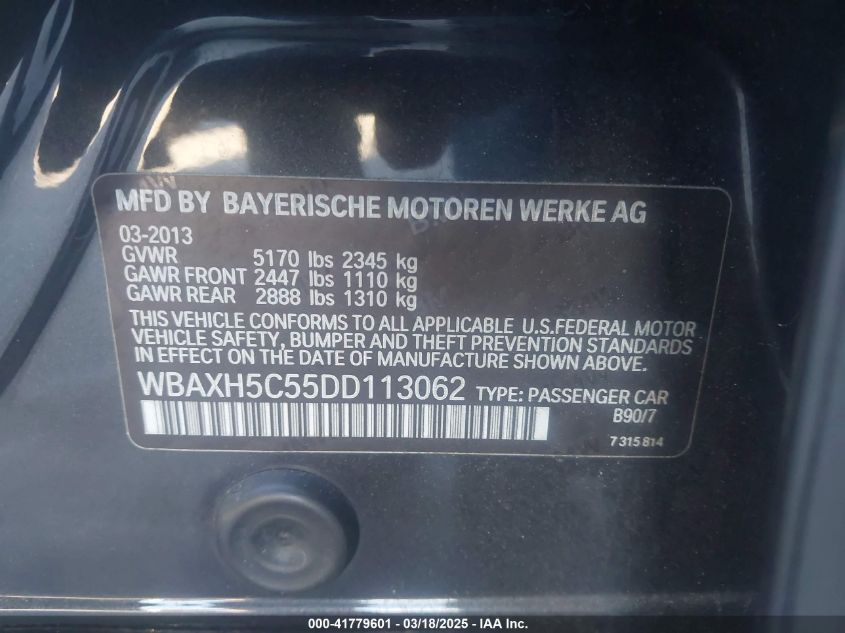 MFD BY BAYERISCHE MOTOREN WERKE AG
03-2013
GVWR 5170 lbs 2345 kg
GAWR FRONT 2447 lbs 1110 kg
GAWR REAR 2888 lbs 1310 kg
THIS VEHICLE CONFORMS TO ALL APPLICABLE U.S.FEDERAL MOTOR
VEHICLE SAFETY, BUMPER AND THEFT PREVENTION STANDARDS
IN EFFECT ON THE DATE OF MANUFACTURE SHOWN ABOVE.
WBAXH5C55DD113062 TYPE: PASSENGER CAR
B90/7
7 315 814
000-41779601 - 03/18/2025 - IAA, Inc.